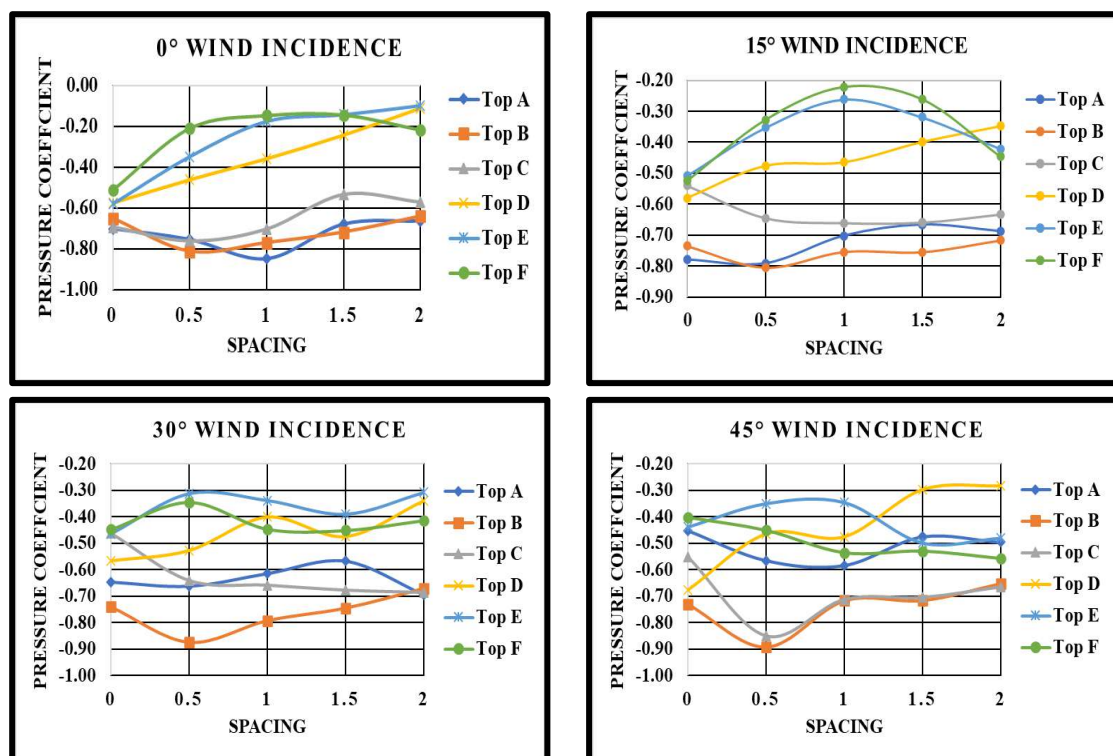 0° WIND INCIDENCE
PRESSURE COEFFCIENT
0.00
-0.20
-0.40
-0.60
-0.80
-1.00
0 0.5 1 1.5 2
SPACING
Top A
Top B
Top C
Top D
Top E
Top F
15° WIND INCIDENCE
PRESSURE COEFFICIENT
-0.20
-0.30
-0.40
-0.50
-0.60
-0.70
-0.80
-0.90
0 0.5 1 1.5 2
SPACING
Top A
Top B
Top C
Top D
Top E
Top F
30° WIND INCIDENCE
PRESSURE COEFFCIENT
-0.20
-0.30
-0.40
-0.50
-0.60
-0.70
-0.80
-0.90
-1.00
0 0.5 1 1.5 2
SPACING
Top A
Top B
Top C
Top D
Top E
Top F
45° WIND INCIDENCE
PRESSURE COEFFCIENT
-0.20
-0.30
-0.40
-0.50
-0.60
-0.70
-0.80
-0.90
-1.00
0 0.5 1 1.5 2
SPACING
Top A
Top B
Top C
Top D
Top E
Top F